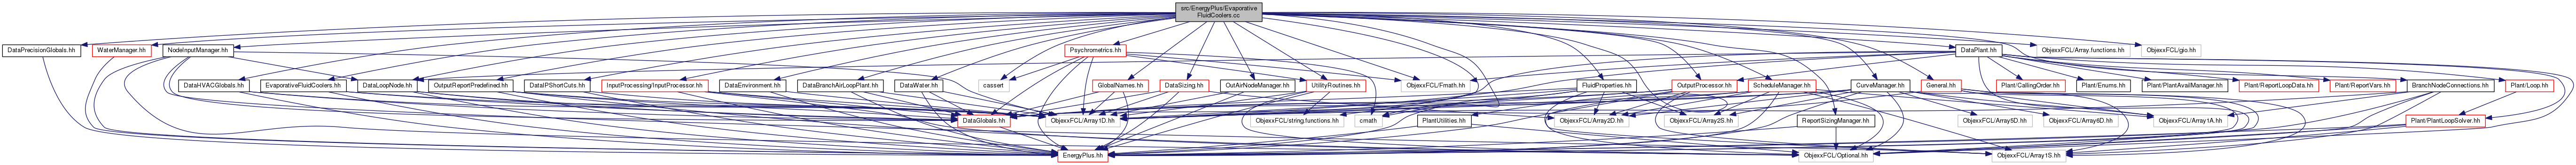 src/EnergyPlus/Evaporative
FluidCoolers.cc
DataPrecisionGlobals.hh
WaterManager.hh
NodeInputManager.hh
Psychrometrics.hh
DataPlant.hh
ObjexxFCL/Array.functions.hh
ObjexxFCL/gio.hh
DataHVACGlobals.hh
EvaporativeFluidCoolers.hh
DataLoopNode.hh
OutputReportPredefined.hh
DataIPShortCuts.hh
InputProcessing/InputProcessor.hh
DataEnvironment.hh
DataBranchAirLoopPlant.hh
DataWater.hh
cassert
GlobalNames.hh
DataSizing.hh
OutAirNodeManager.hh
UtilityRoutines.hh
ObjexxFCL/Fmath.hh
FluidProperties.hh
OutputProcessor.hh
ScheduleManager.hh
CurveManager.hh
General.hh
Plant/CallingOrder.hh
Plant/Enums.hh
Plant/PlantAvailManager.hh
Plant/ReportLoopData.hh
Plant/ReportVars.hh
BranchNodeConnections.hh
Plant/Loop.hh
DataGlobals.hh
ObjexxFCL/Array1D.hh
ObjexxFCL/string.functions.hh
cmath
PlantUtilities.hh
ObjexxFCL/Array2D.hh
ObjexxFCL/Array2S.hh
ReportSizingManager.hh
ObjexxFCL/Array5D.hh
ObjexxFCL/Array6D.hh
ObjexxFCL/Array1A.hh
Plant/PlantLoopSolver.hh
EnergyPlus.hh
ObjexxFCL/Optional.hh
ObjexxFCL/Array1S.hh